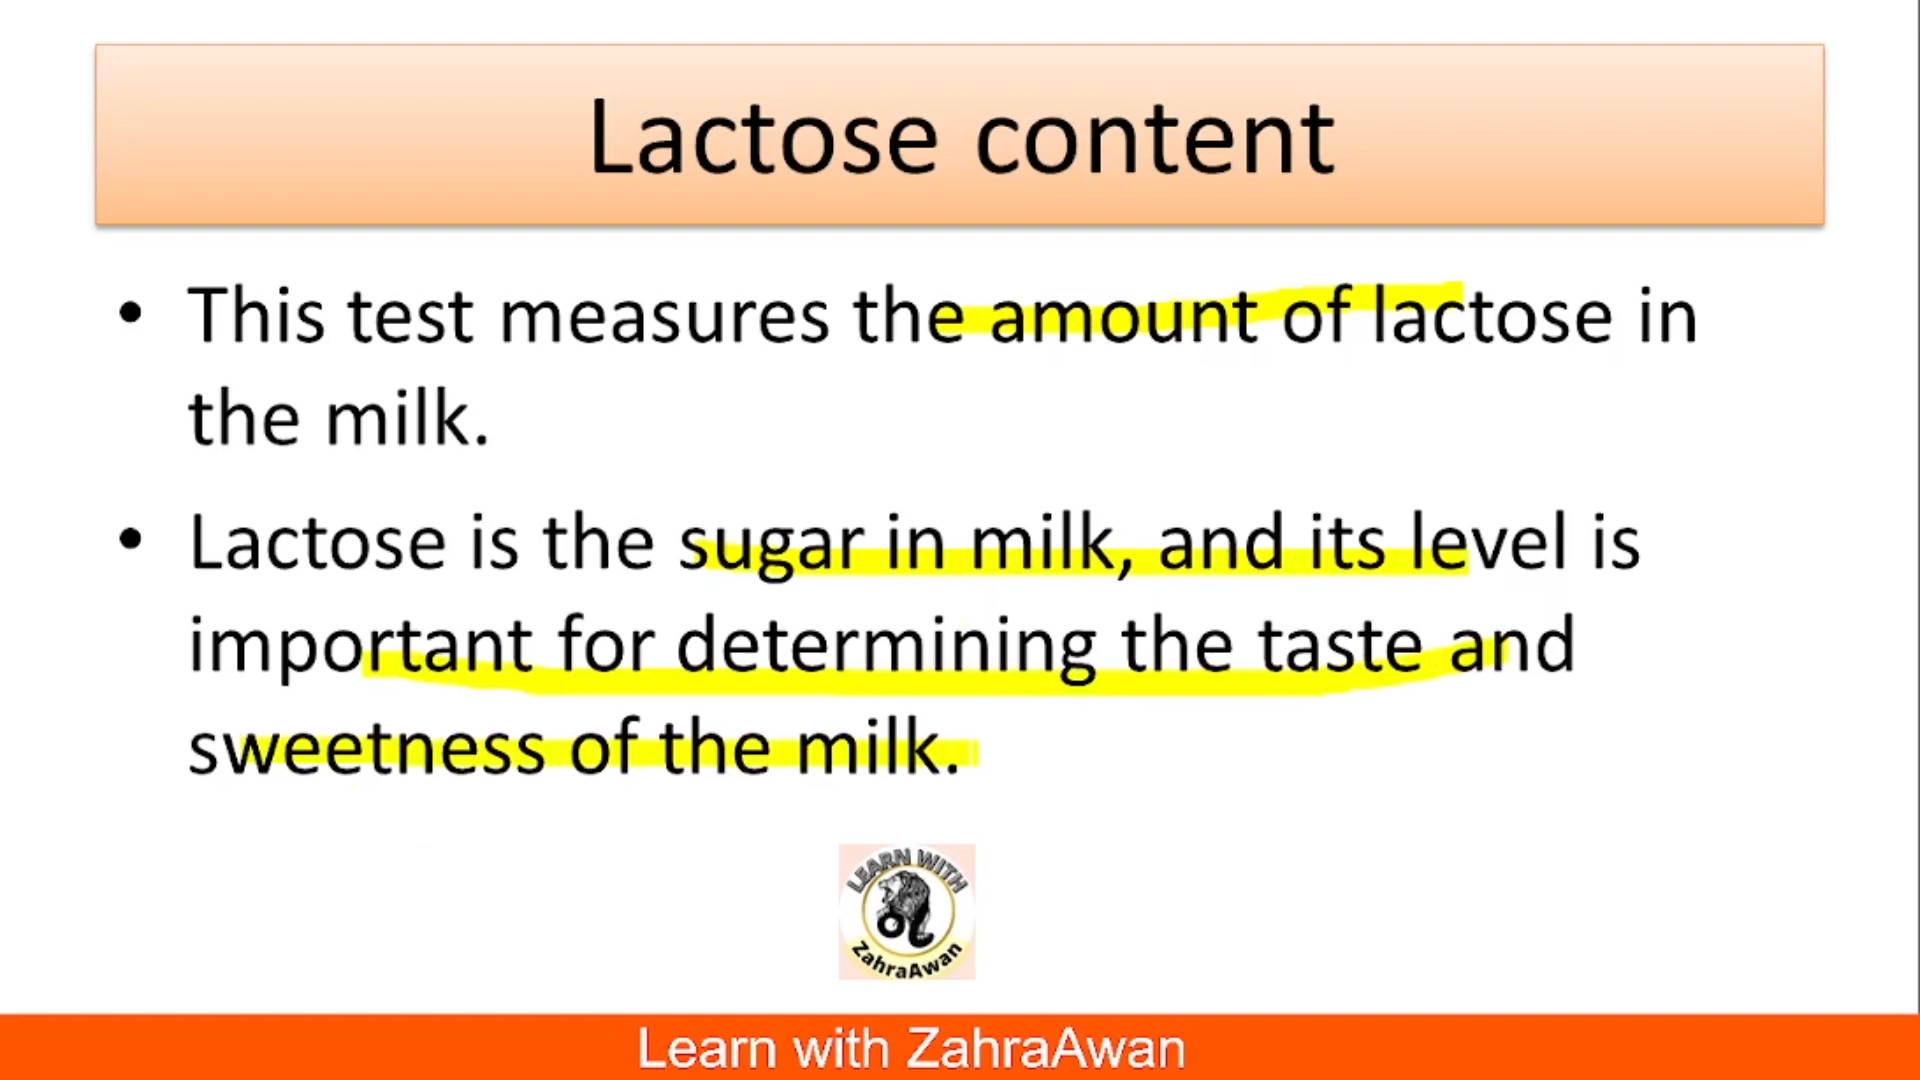 Lactose content
• This test measures the amount of lactose in
the milk.
• Lactose is the sugar in milk, and its level is
important for determining the taste and
sweetness of the milk.
LEARN WITH
ZahraAwan
Learn with ZahraAwan